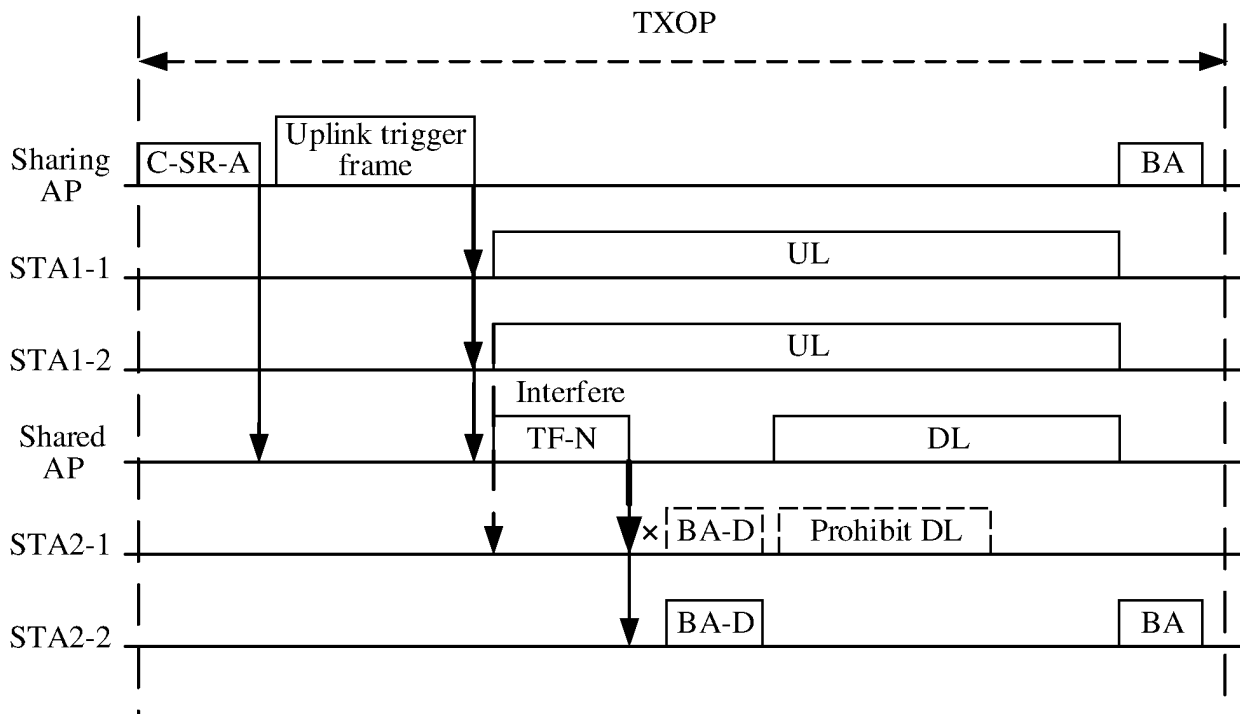 TXOP
Sharing
AP
C-SR-A
Uplink trigger
frame
BA
STA1-1
UL
STA1-2
UL
Interfere
Shared
AP
TF-N
DL
STA2-1
×
BA-D
Prohibit DL
STA2-2
BA-D
BA